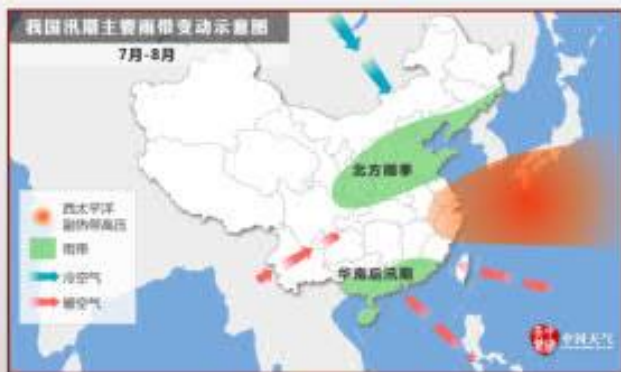 我国汛期主要雨带变动示意图
7月-8月
北方雨季
西太平洋
副热带高压
雨带
冷空气
暖空气
华南后汛期
中国天气